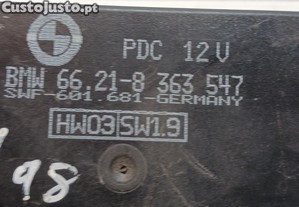 CustoJusto.pt
PDC 12V
BMW 66.21-8 363 547
SWF-601.681-GERMANY
HW03 SW1.9
98